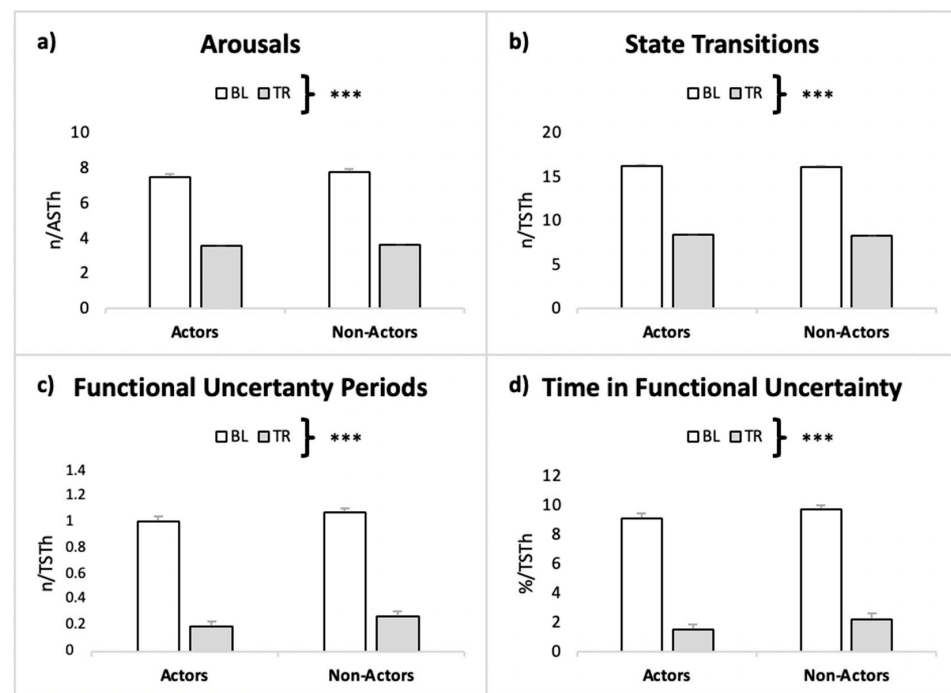 a) Arousals
BL TR } ***
10
8
6
4
2
0
n/ASTh
Actors Non-Actors
b) State Transitions
BL TR } ***
20
15
10
5
0
n/TSTh
Actors Non-Actors
c) Functional Uncertanty Periods
BL TR } ***
1.4
1.2
1
0.8
0.6
0.4
0.2
0
n/TSTh
Actors Non-Actors
d) Time in Functional Uncertainty
BL TR } ***
12
10
8
6
4
2
0
%/TSTh
Actors Non-Actors